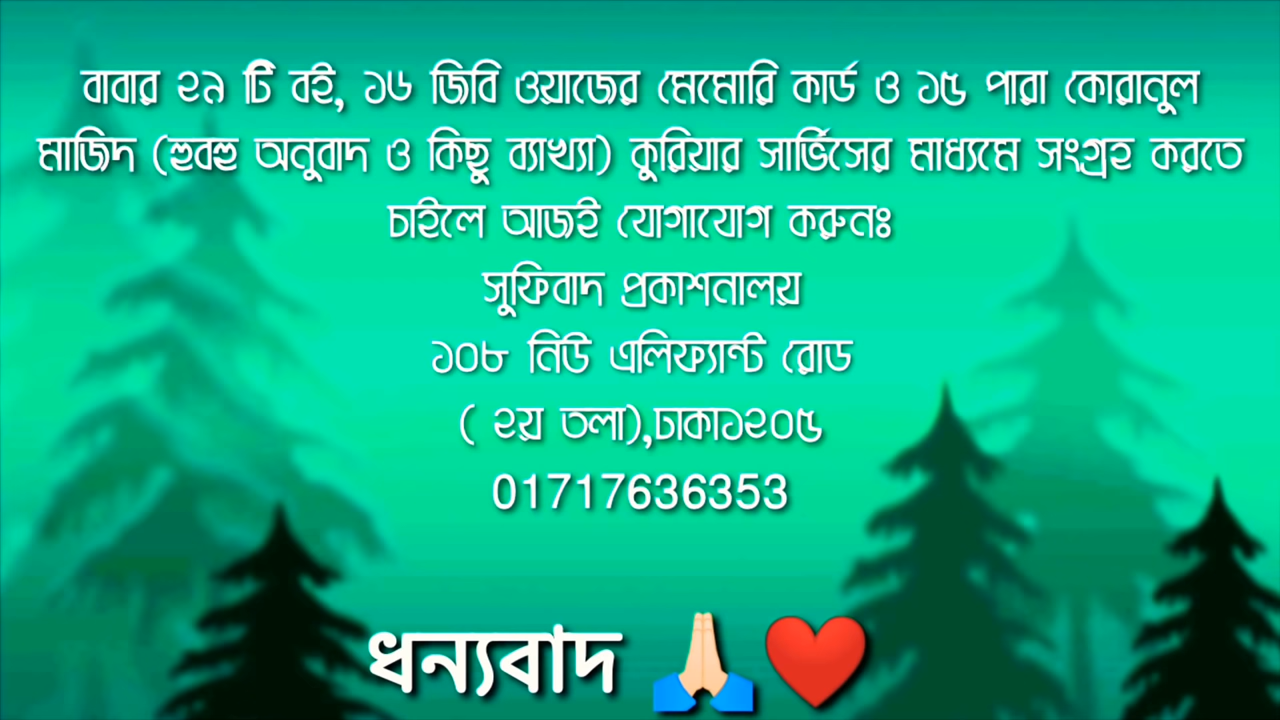 বাবার ২৯ টি বই, ১৬ জিবি ওয়াজের মেমোরি কার্ড ও ১৫ পারা কোরানুল
মাজিদ (হুবহু অনুবাদ ও কিছু ব্যাখ্যা) কুরিয়ার সার্ভিসের মাধ্যমে সংগ্রহ করতে
চাইলে আজই যোগাযোগ করুনঃ
সুফিবাদ প্রকাশনালয়
১০৮ নিউ এলিফ্যান্ট রোড
( ২য় তলা),ঢাকা১২০৫
01717636353
ধন্যবাদ 🙏🏻❤️